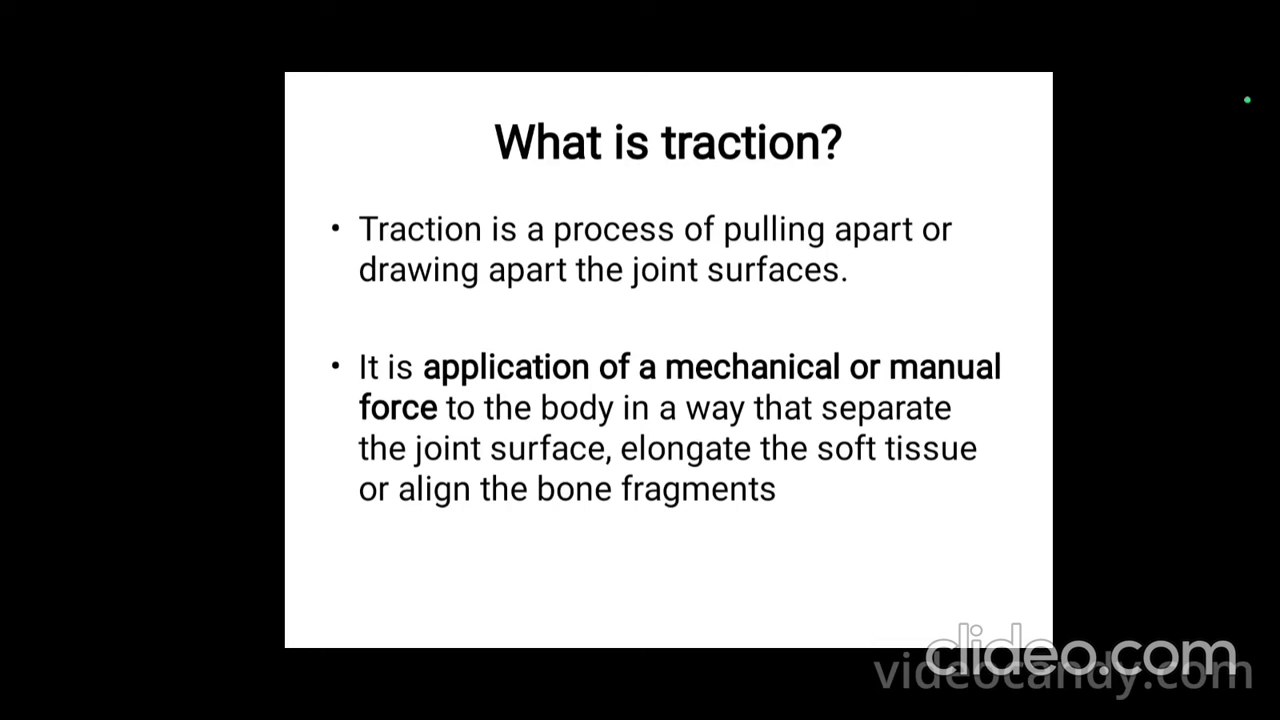 What is traction?
• Traction is a process of pulling apart or
drawing apart the joint surfaces.
• It is application of a mechanical or manual
force to the body in a way that separate
the joint surface, elongate the soft tissue
or align the bone fragments
clideo.com
videocandy.com